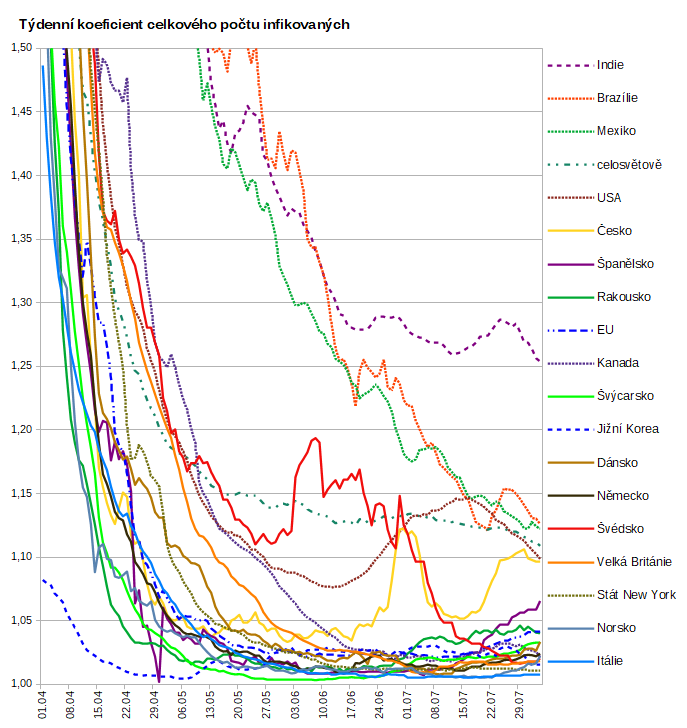 Týdenní koeficient celkového počtu infikovaných
1,50
1,45
1,40
1,35
1,30
1,25
1,20
1,15
1,10
1,05
1,00
01.04
08.04
15.04
22.04
29.04
06.05
13.05
20.05
27.05
03.06
10.06
17.06
24.06
01.07
08.07
15.07
22.07
29.07
Indie
Brazílie
Mexiko
celosvětově
USA
Česko
Španělsko
Rakousko
EU
Kanada
Švýcarsko
Jižní Korea
Dánsko
Německo
Švédsko
Velká Británie
Stát New York
Norsko
Itálie